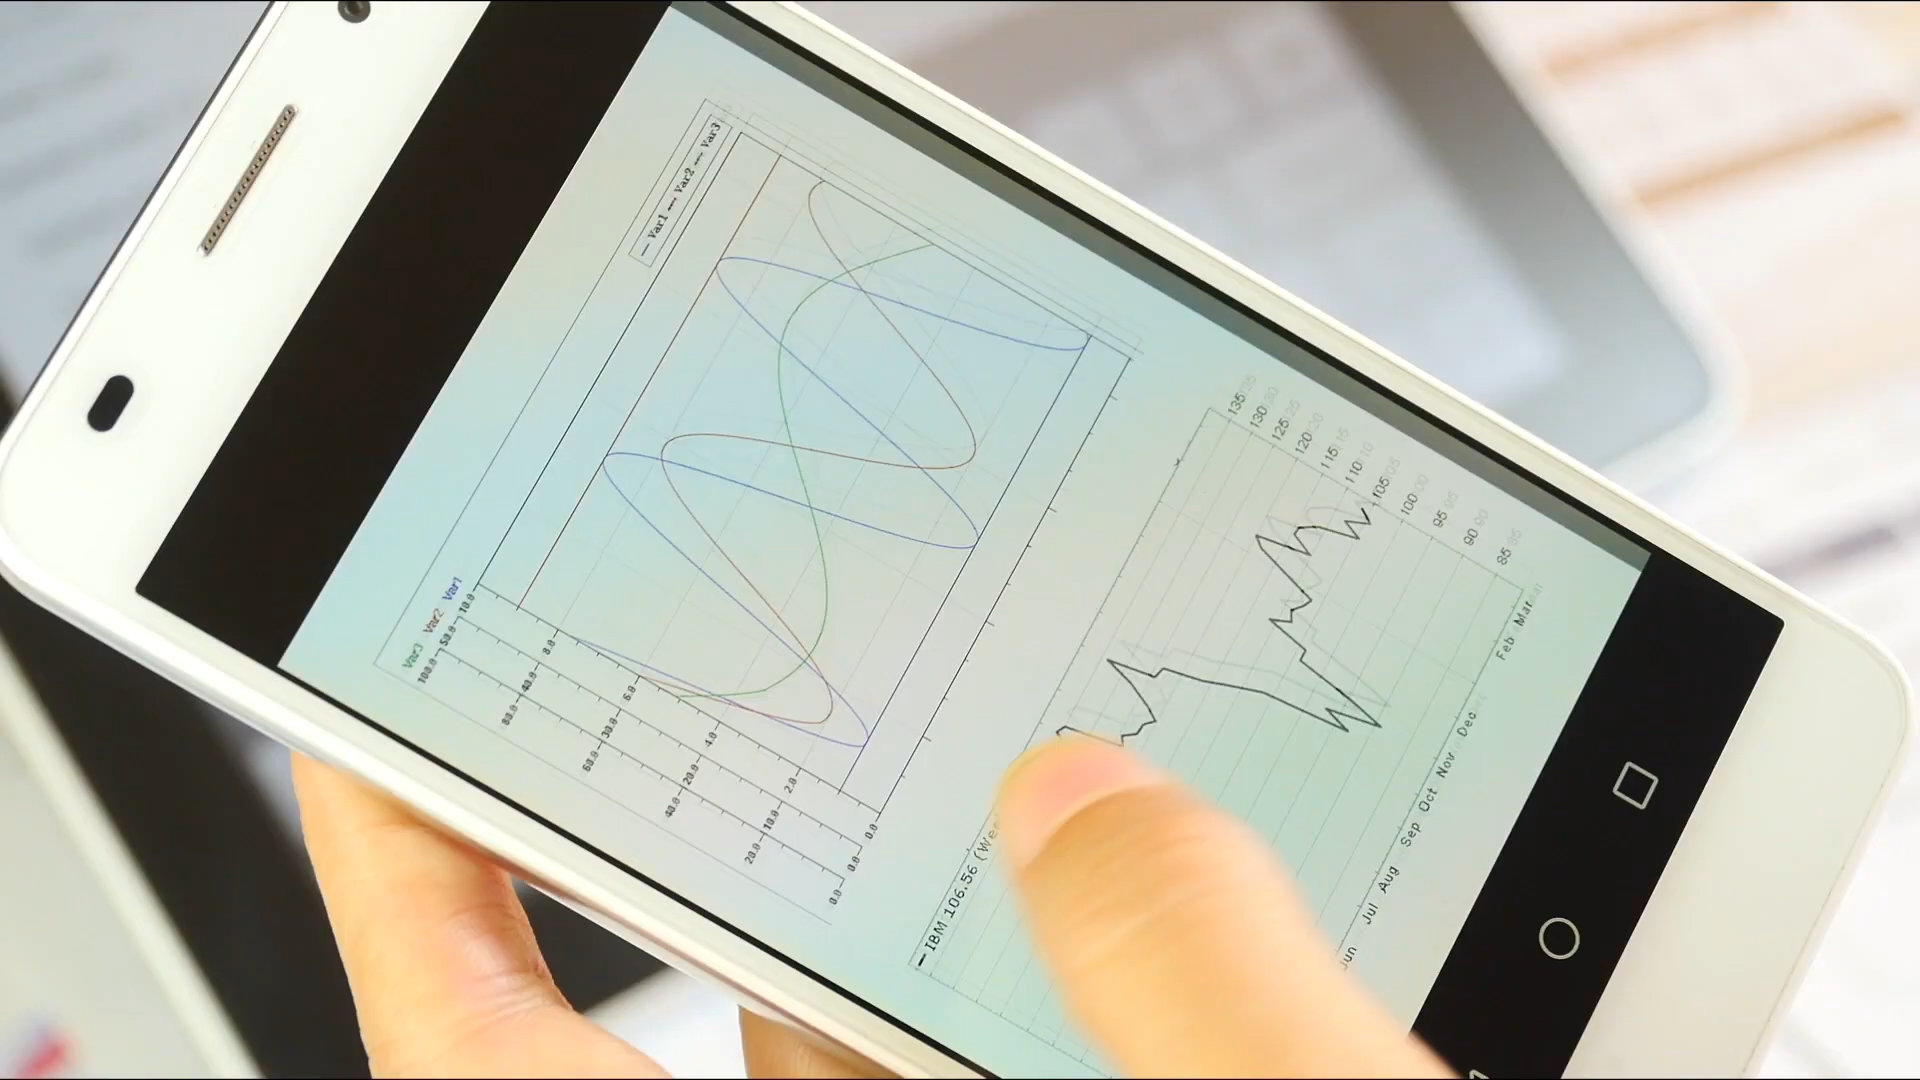 Var1 Var2 Var3
Var3 Var2 Var1
100.0 50.0 10.0
80.0 40.0 8.0
60.0 30.0 6.0
40.0 20.0 4.0
20.0 10.0 2.0
0.0 0.0 0.0
IBM 106.56
135
130
125
120
115
110
105
100
95
90
85
Jul Aug Sep Oct Nov Dec Feb Mar